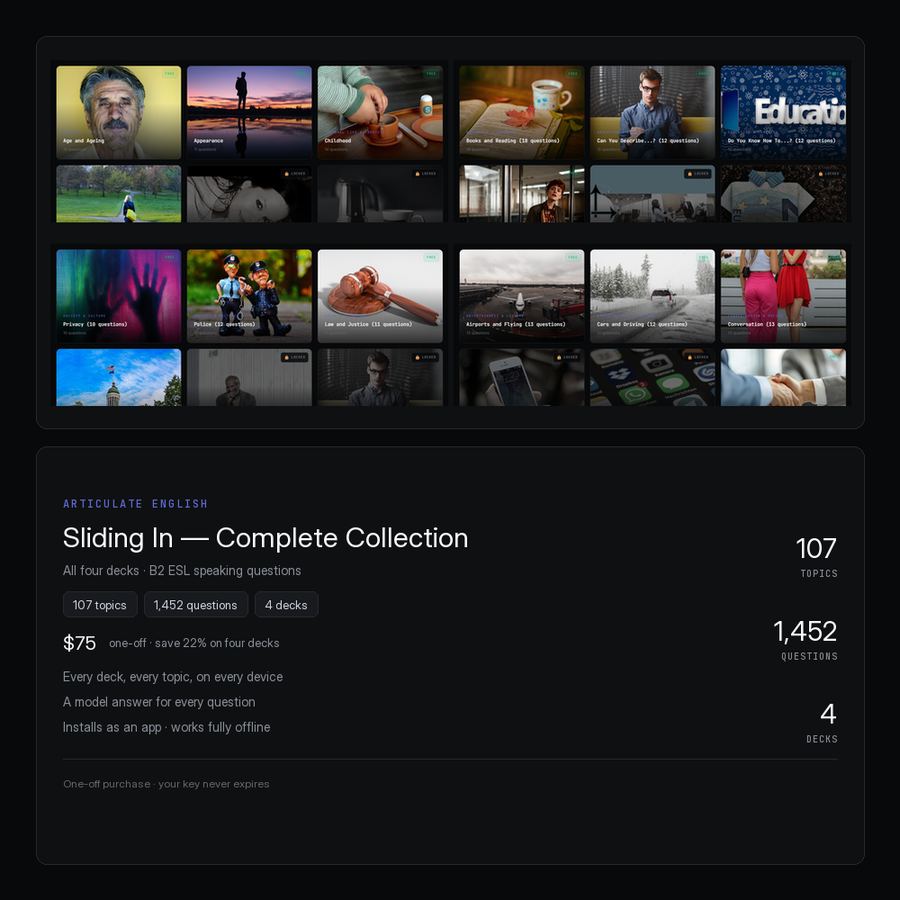 FREE
FREE
FREE
FREE
Age and Ageing
Appearance
Childhood
Books and Reading (10 questions)
Can You Describe...? (12 questions)
Do You Know How To...? (12 questions)
LOCKED
LOCKED
LOCKED
LOCKED
FREE
FREE
FREE
FREE
Privacy (10 questions)
Police (12 questions)
Law and Justice (11 questions)
Airports and Flying (13 questions)
Cars and Driving (12 questions)
Conversation (13 questions)
LOCKED
LOCKED
LOCKED
LOCKED
ARTICULATE ENGLISH
Sliding In — Complete Collection
All four decks · B2 ESL speaking questions
107 topics
1,452 questions
4 decks
$75
one-off · save 22% on four decks
Every deck, every topic, on every device
A model answer for every question
Installs as an app · works fully offline
One-off purchase · your key never expires
107
TOPICS
1,452
QUESTIONS
4
DECKS